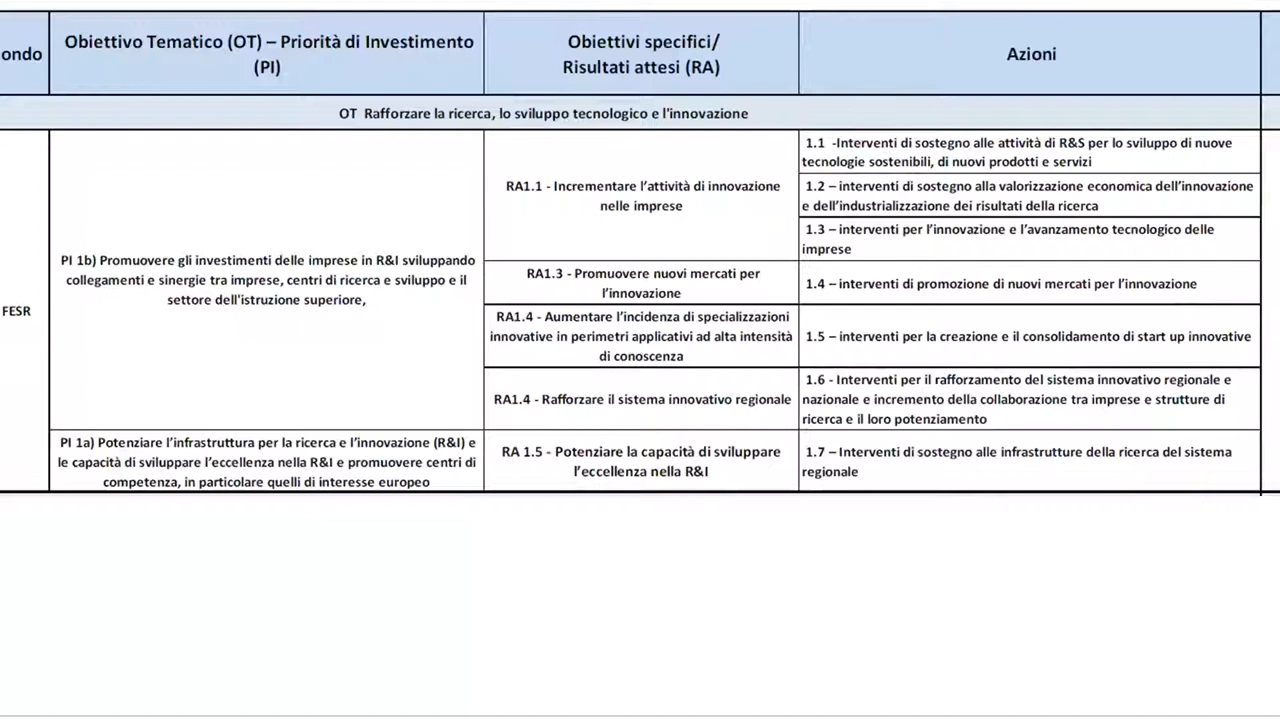 ondo
Obiettivo Tematico (OT) – Priorità di Investimento
(PI)
Obiettivi specifici/
Risultati attesi (RA)
Azioni
OT Rafforzare la ricerca, lo sviluppo tecnologico e l'innovazione
FESR
PI 1b) Promuovere gli investimenti delle imprese in R&I sviluppando
collegamenti e sinergie tra imprese, centri di ricerca e sviluppo e il
settore dell'istruzione superiore,
RA1.1 - Incrementare l’attività di innovazione
nelle imprese
1.1 -Interventi di sostegno alle attività di R&S per lo sviluppo di nuove
tecnologie sostenibili, di nuovi prodotti e servizi
1.2 – interventi di sostegno alla valorizzazione economica dell’innovazione
e dell’industrializzazione dei risultati della ricerca
1.3 – interventi per l’innovazione e l’avanzamento tecnologico delle
imprese
RA1.3 - Promuovere nuovi mercati per
l’innovazione
1.4 – interventi di promozione di nuovi mercati per l’innovazione
RA1.4 - Aumentare l’incidenza di specializzazioni
innovative in perimetri applicativi ad alta intensità
di conoscenza
1.5 – interventi per la creazione e il consolidamento di start up innovative
RA1.4 - Rafforzare il sistema innovativo regionale
1.6 - Interventi per il rafforzamento del sistema innovativo regionale e
nazionale e incremento della collaborazione tra imprese e strutture di
ricerca e il loro potenziamento
PI 1a) Potenziare l’infrastruttura per la ricerca e l’innovazione (R&I) e
le capacità di sviluppare l’eccellenza nella R&I e promuovere centri di
competenza, in particolare quelli di interesse europeo
RA 1.5 - Potenziare la capacità di sviluppare
l’eccellenza nella R&I
1.7 – Interventi di sostegno alle infrastrutture della ricerca del sistema
regionale